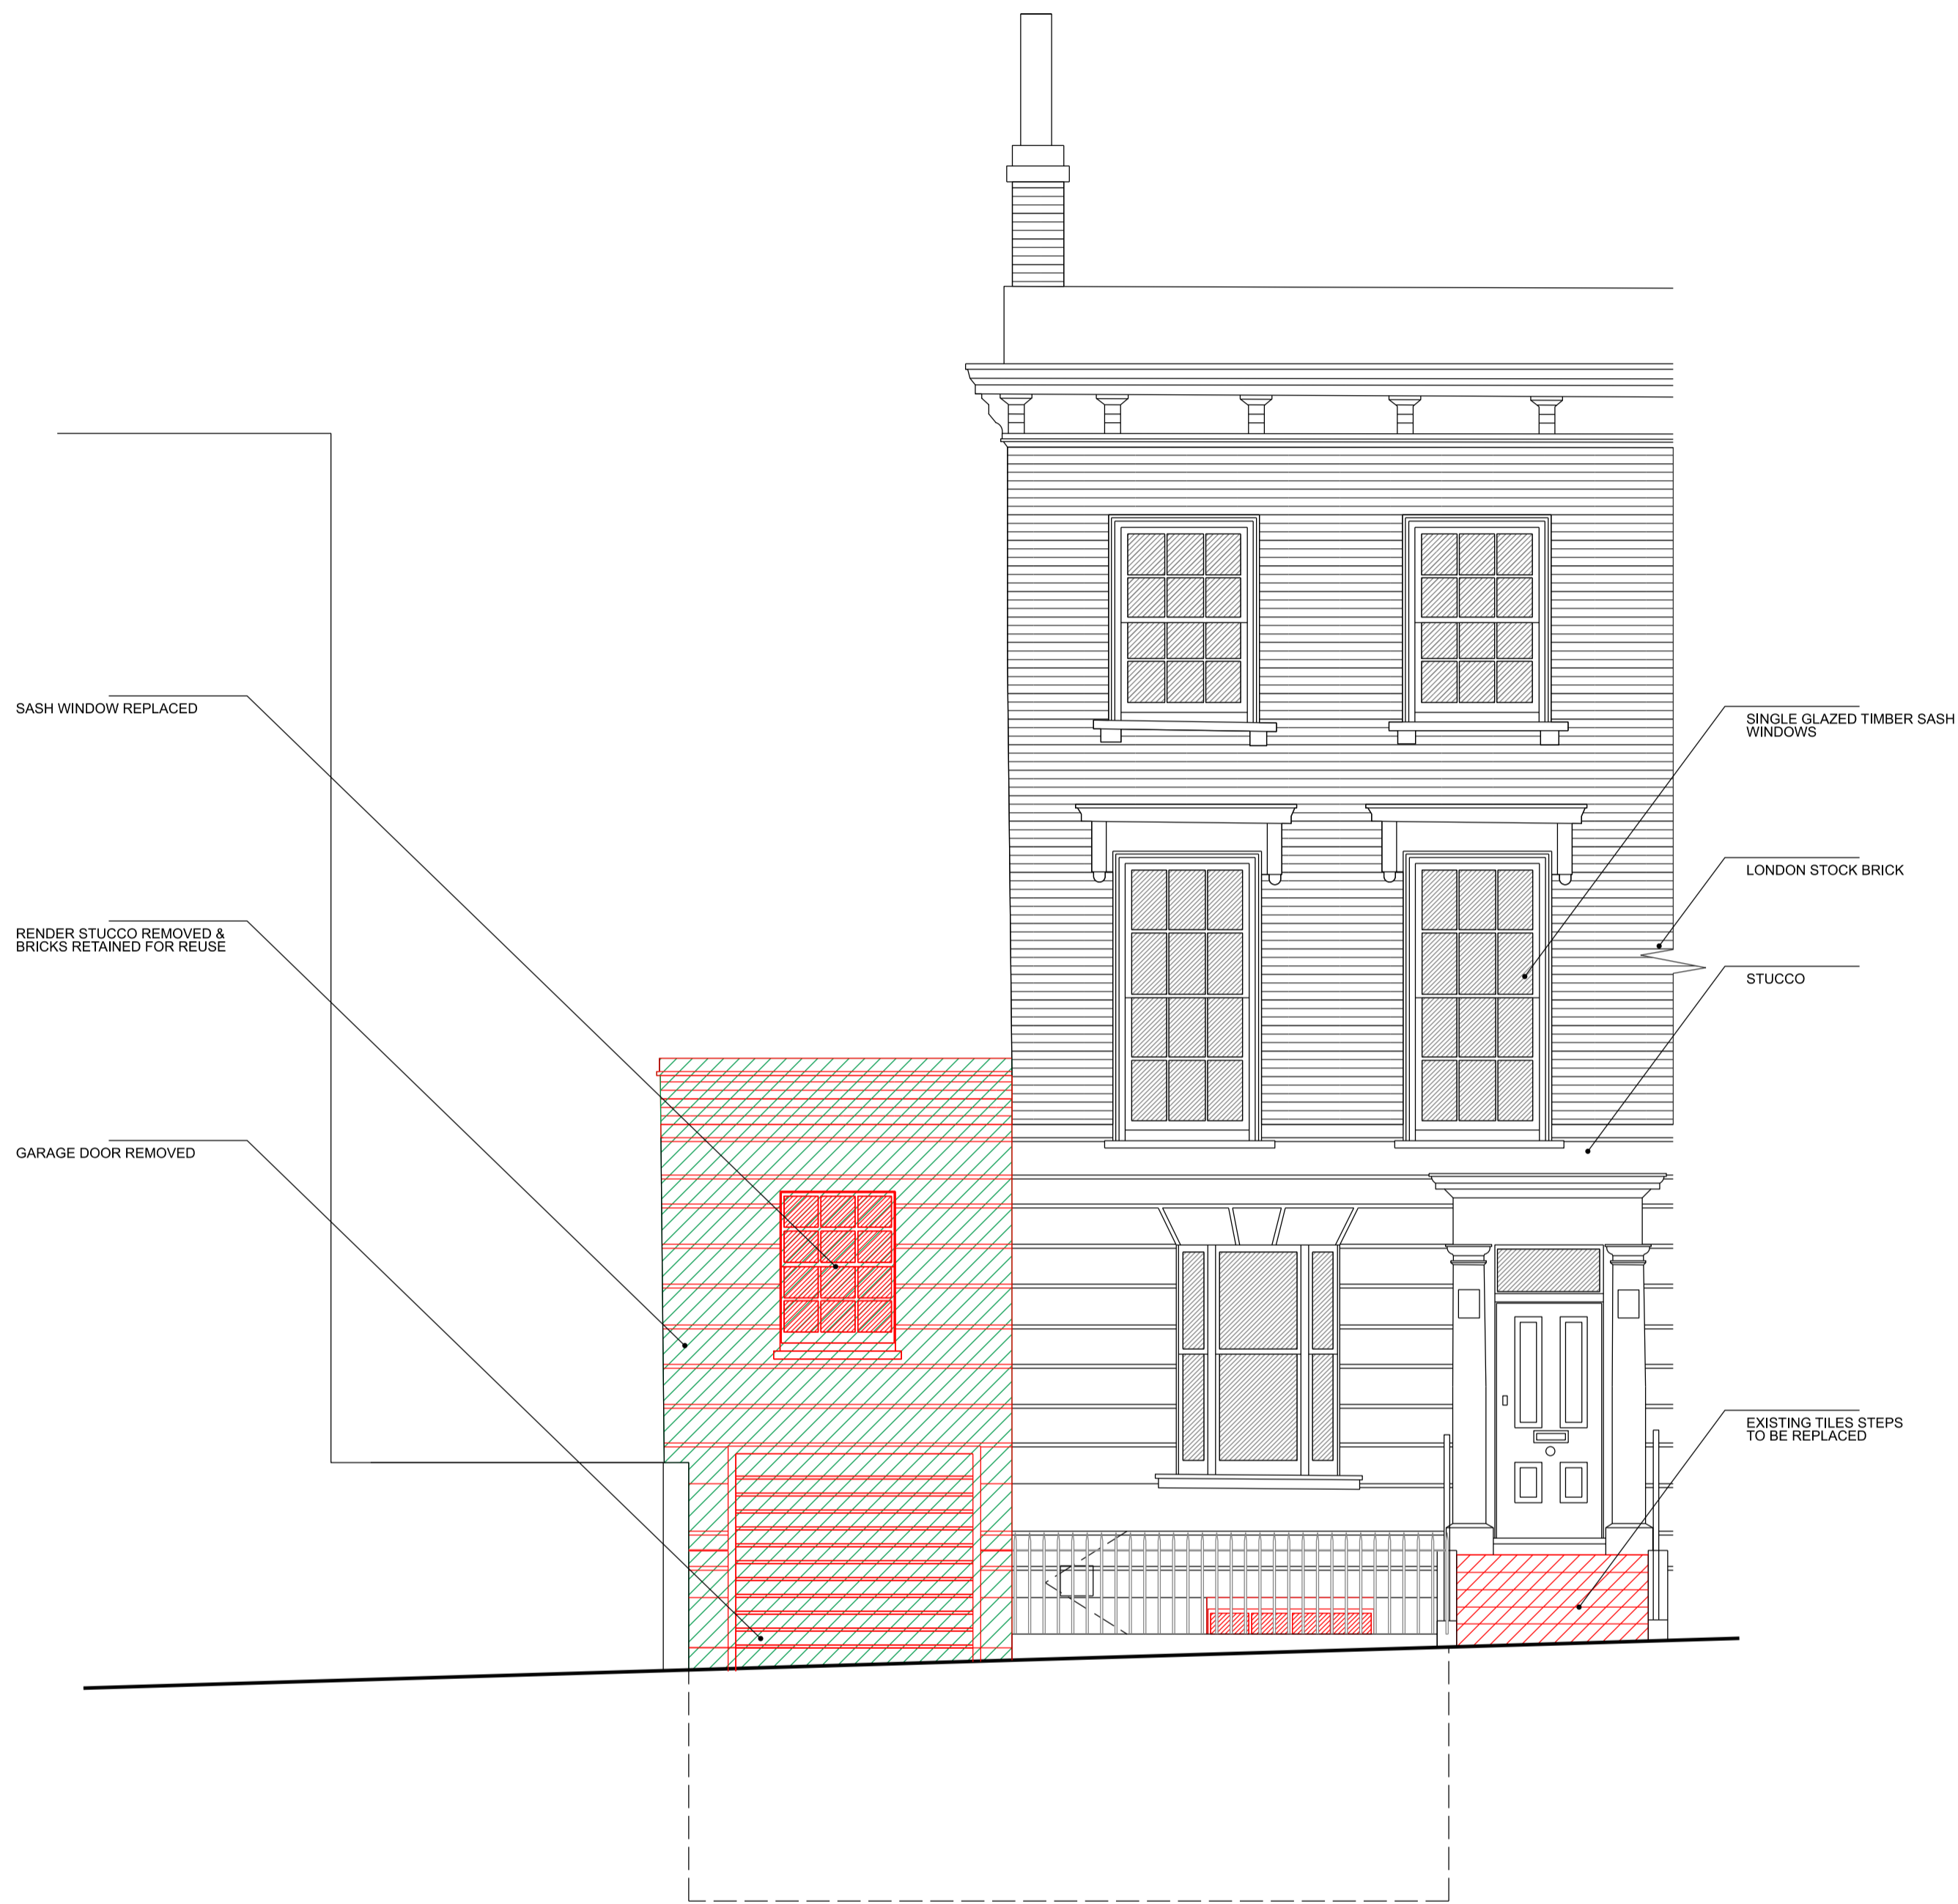 SASH WINDOW REPLACED
RENDER STUCCO REMOVED &
BRICKS RETAINED FOR REUSE
GARAGE DOOR REMOVED
SINGLE GLAZED TIMBER SASH
WINDOWS
LONDON STOCK BRICK
STUCCO
EXISTING TILES STEPS
TO BE REPLACED